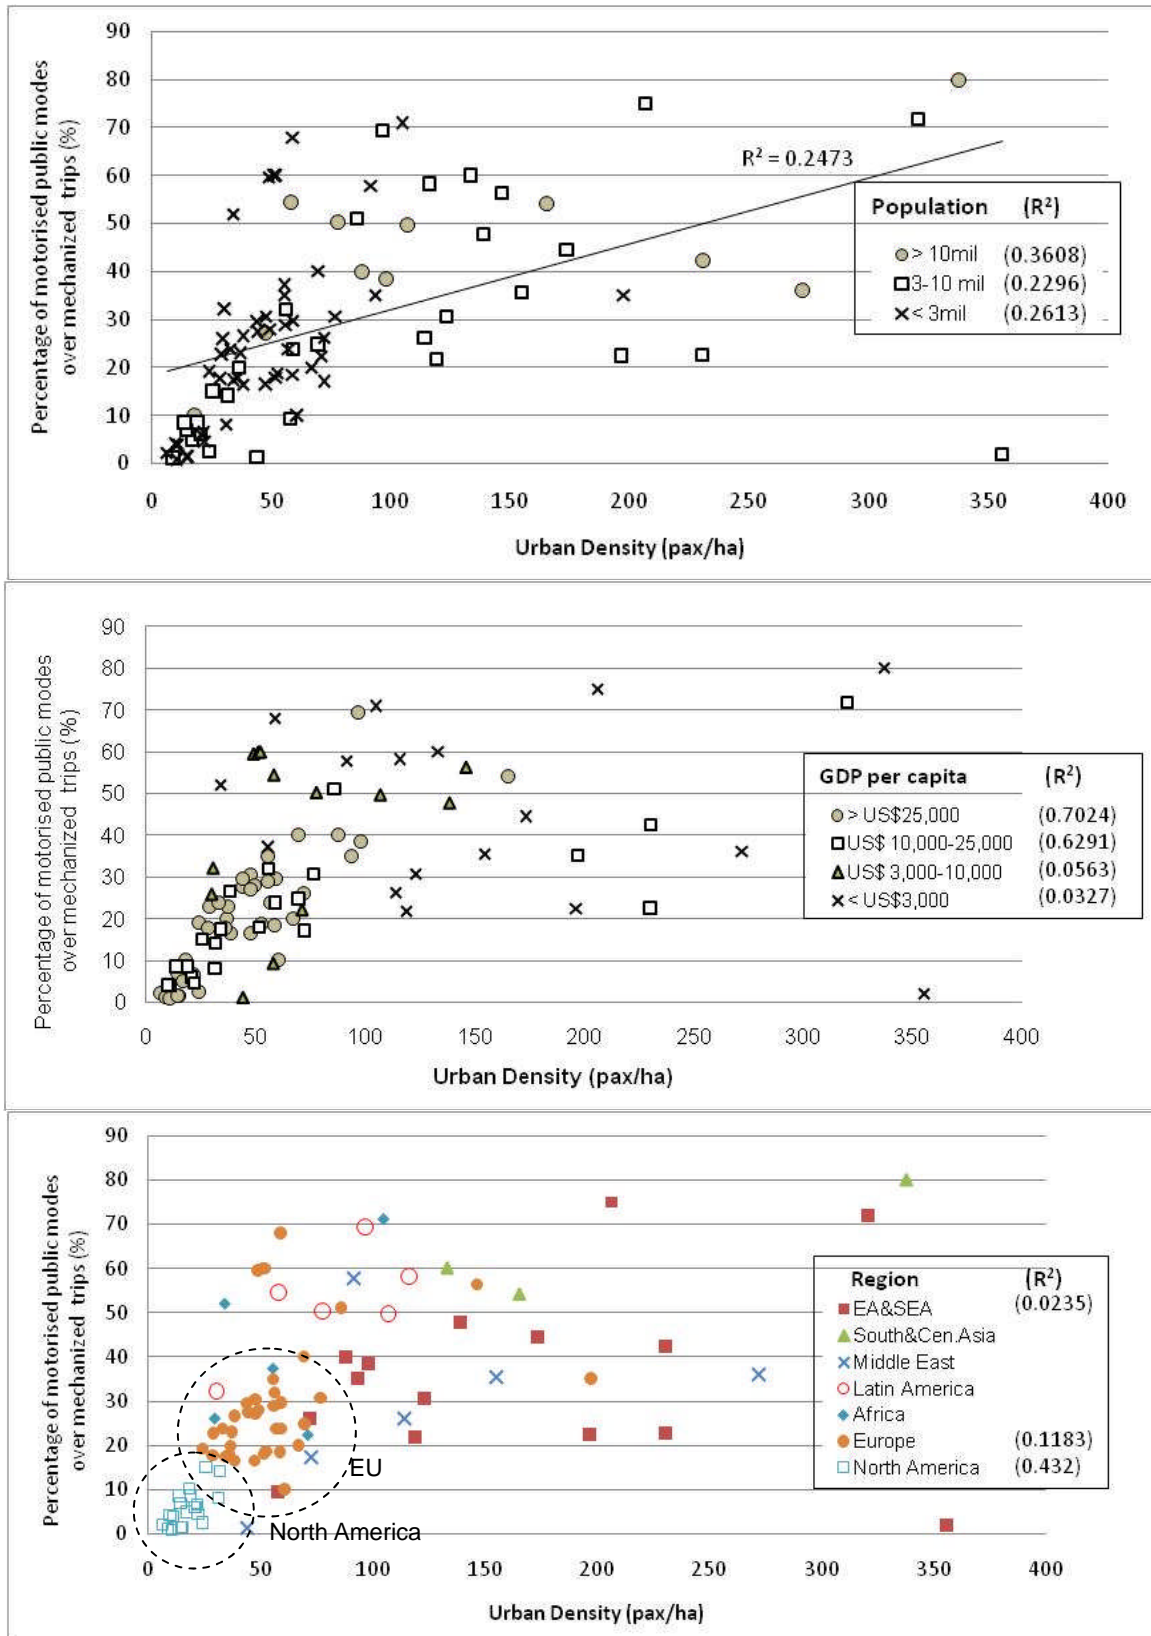 Percentage of motorised public modes
over mechanized trips (%)
90
80
70
60
50
40
30
20
10
0
R² = 0.2473
Population (R²)
> 10mil (0.3608)
3-10 mil (0.2296)
< 3mil (0.2613)
0 50 100 150 200 250 300 350 400
Urban Density (pax/ha)
Percentage of motorised public modes
over mechanized trips (%)
90
80
70
60
50
40
30
20
10
0
GDP per capita (R²)
> US$25,000 (0.7024)
US$ 10,000-25,000 (0.6291)
US$ 3,000-10,000 (0.0563)
< US$3,000 (0.0327)
0 50 100 150 200 250 300 350 400
Urban Density (pax/ha)
Percentage of motorised public modes
over mechanized trips (%)
90
80
70
60
50
40
30
20
10
0
Region (R²)
EA&SEA (0.0235)
South&Cen.Asia
Middle East
Latin America
Africa
Europe (0.1183)
North America (0.432)
EU
North America
0 50 100 150 200 250 300 350 400
Urban Density (pax/ha)